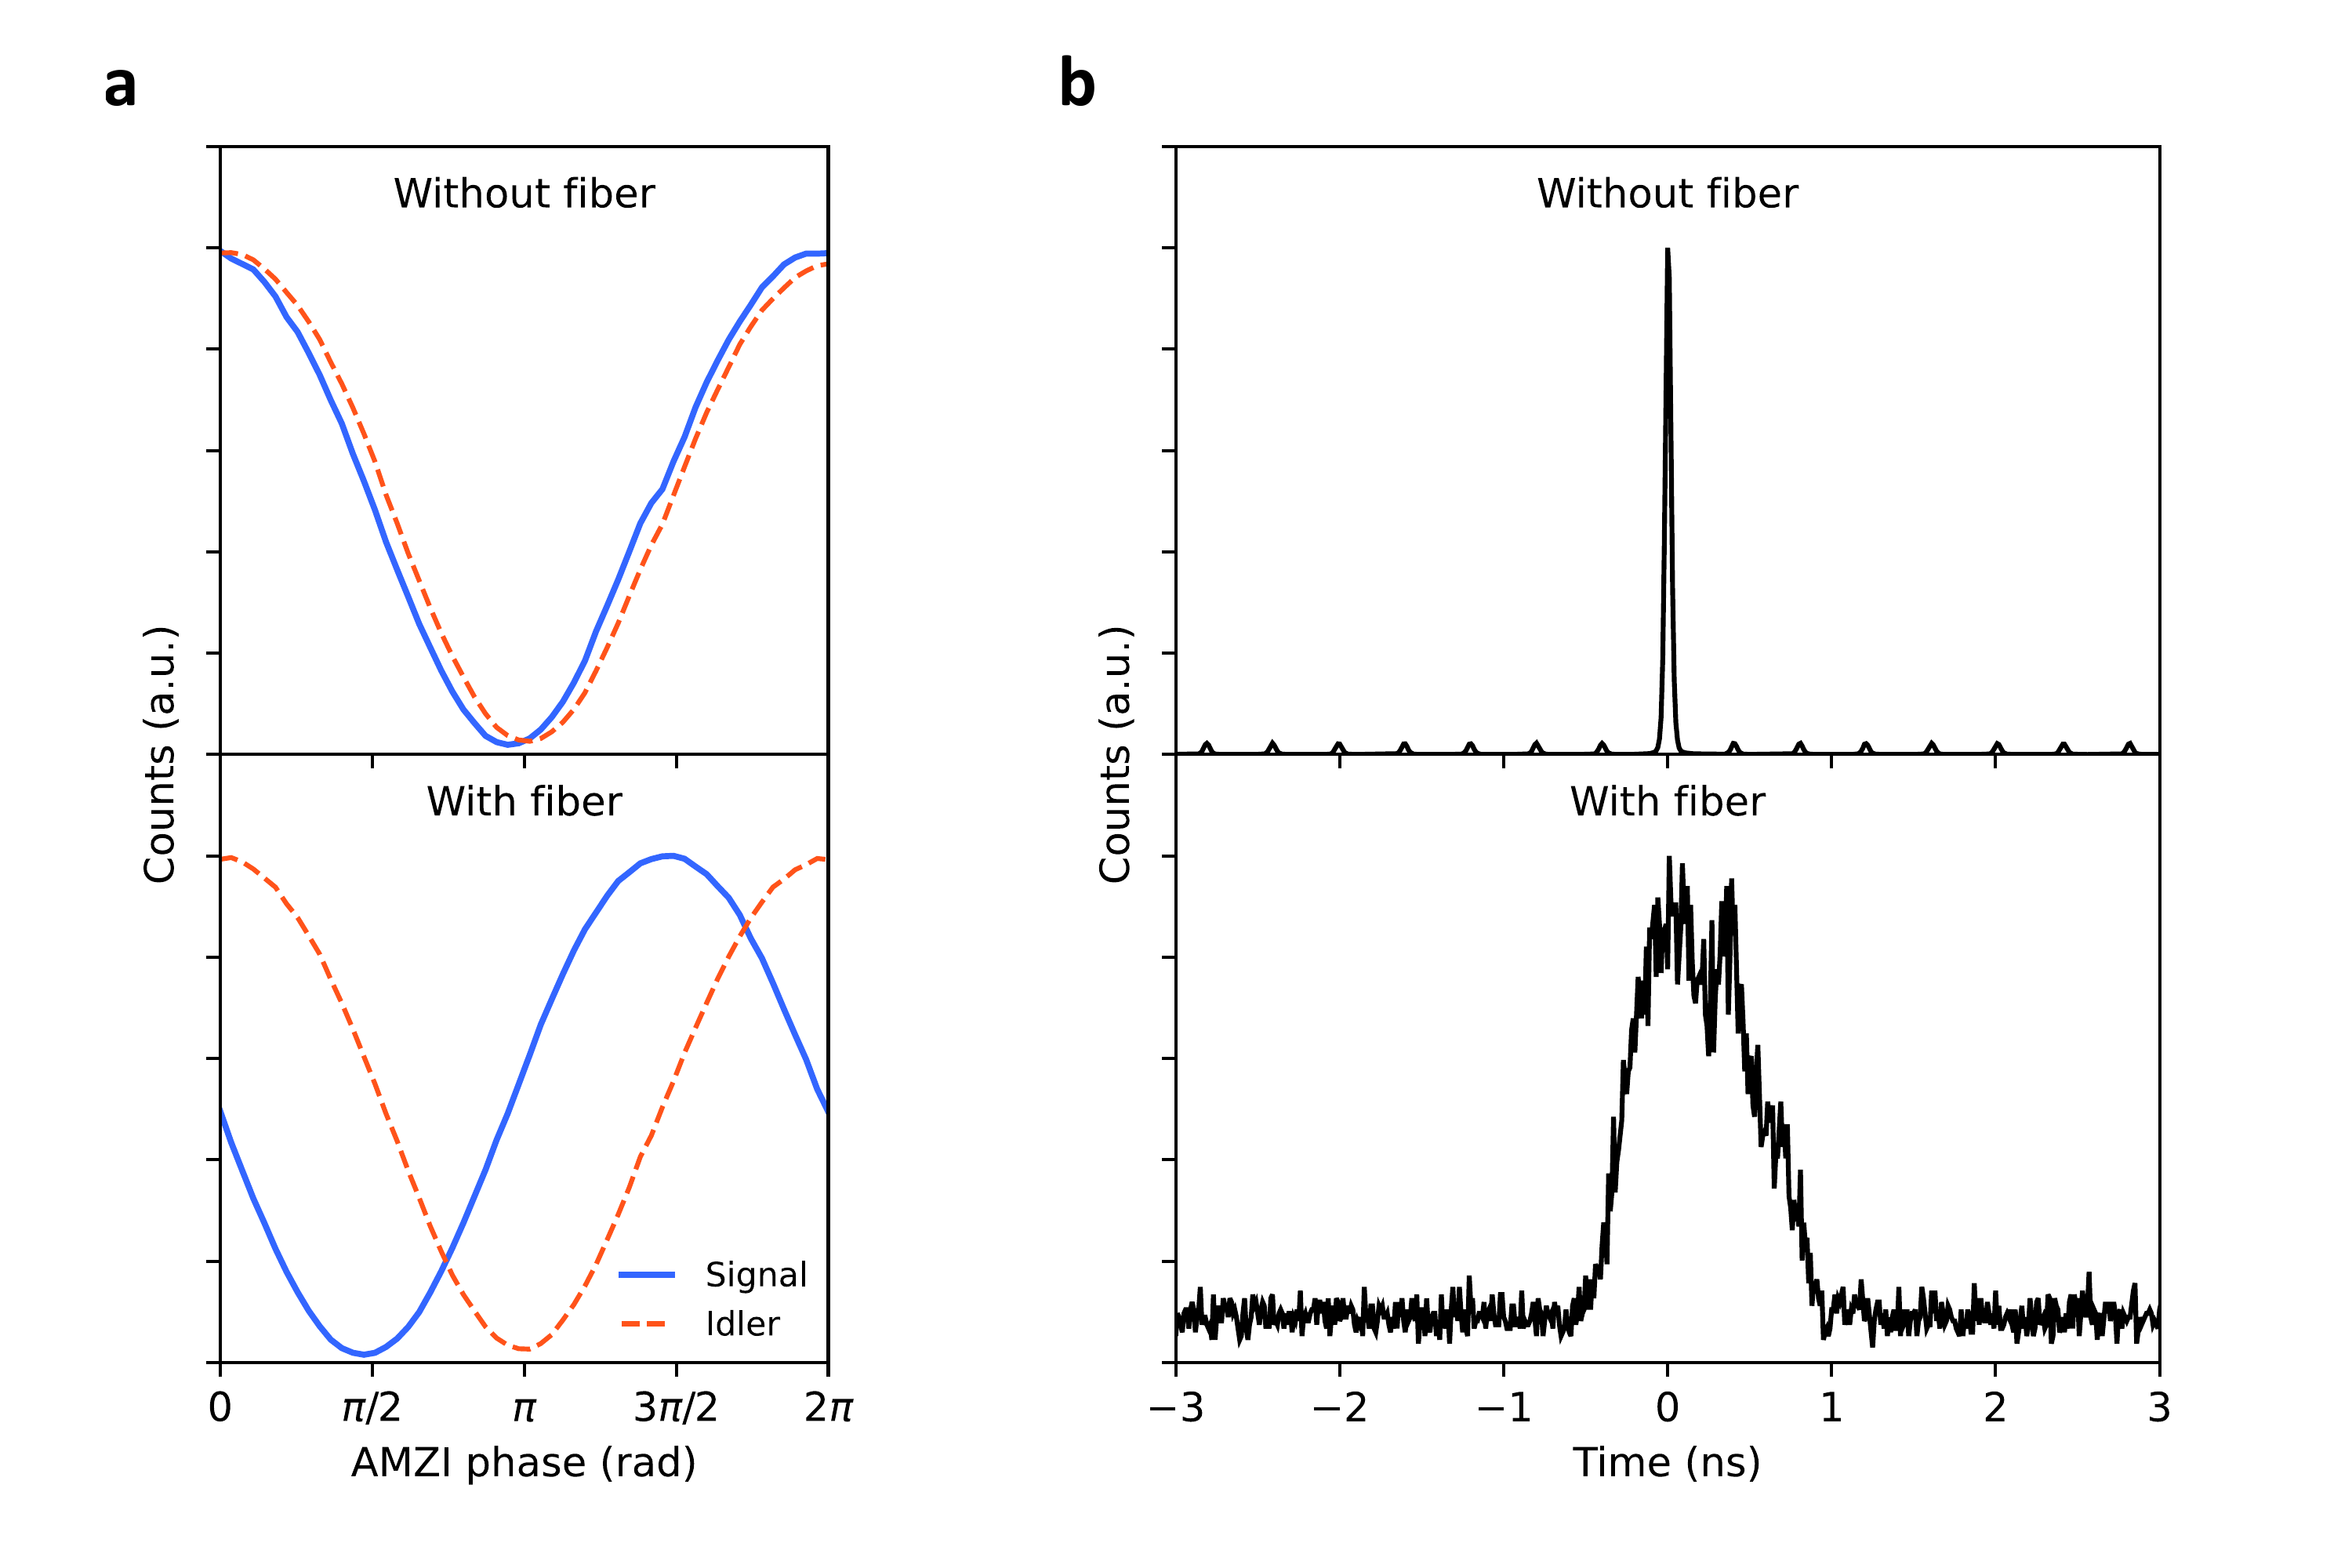 a
b
Without fiber
Without fiber
Counts (a.u.)
Counts (a.u.)
With fiber
With fiber
Signal
Idler
0
π/2
π
3π/2
2π
−3
−2
−1
0
1
2
3
AMZI phase (rad)
Time (ns)